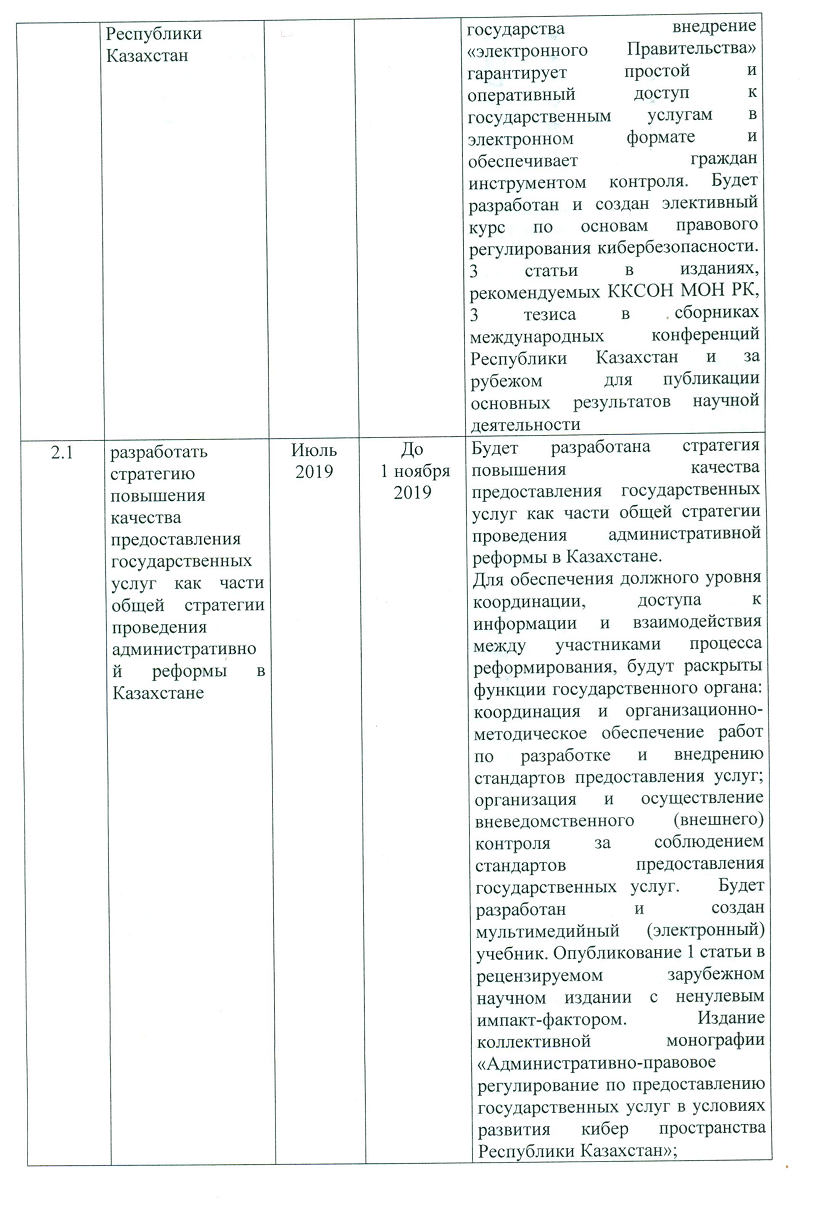 Республики
Казахстан
государства внедрение
«электронного Правительства»
гарантирует простой и
оперативный доступ к
государственным услугам в
электронном формате и
обеспечивает граждан
инструментом контроля. Будет
разработан и создан элективный
курс по основам правового
регулирования кибербезопасности.
3 статьи в изданиях,
рекомендуемых ККСОН МОН РК,
3 тезиса в сборниках
международных конференций
Республики Казахстан и за
рубежом для публикации
основных результатов научной
деятельности
2.1
разработать
стратегию
повышения
качества
предоставления
государственных
услуг как части
общей стратегии
проведения
административно
й реформы в
Казахстане
Июль
2019
До
1 ноября
2019
Будет разработана стратегия
повышения качества
предоставления государственных
услуг как части общей стратегии
проведения административной
реформы в Казахстане.
Для обеспечения должного уровня
координации, доступа к
информации и взаимодействия
между участниками процесса
реформирования, будут раскрыты
функции государственного органа:
координация и организационно-
методическое обеспечение работ
по разработке и внедрению
стандартов предоставления услуг;
организация и осуществление
вневедомственного (внешнего)
контроля за соблюдением
стандартов предоставления
государственных услуг. Будет
разработан и создан
мультимедийный (электронный)
учебник. Опубликование 1 статьи в
рецензируемом зарубежном
научном издании с ненулевым
импакт-фактором. Издание
коллективной монографии
«Административно-правовое
регулирование по предоставлению
государственных услуг в условиях
развития кибер пространства
Республики Казахстан»;